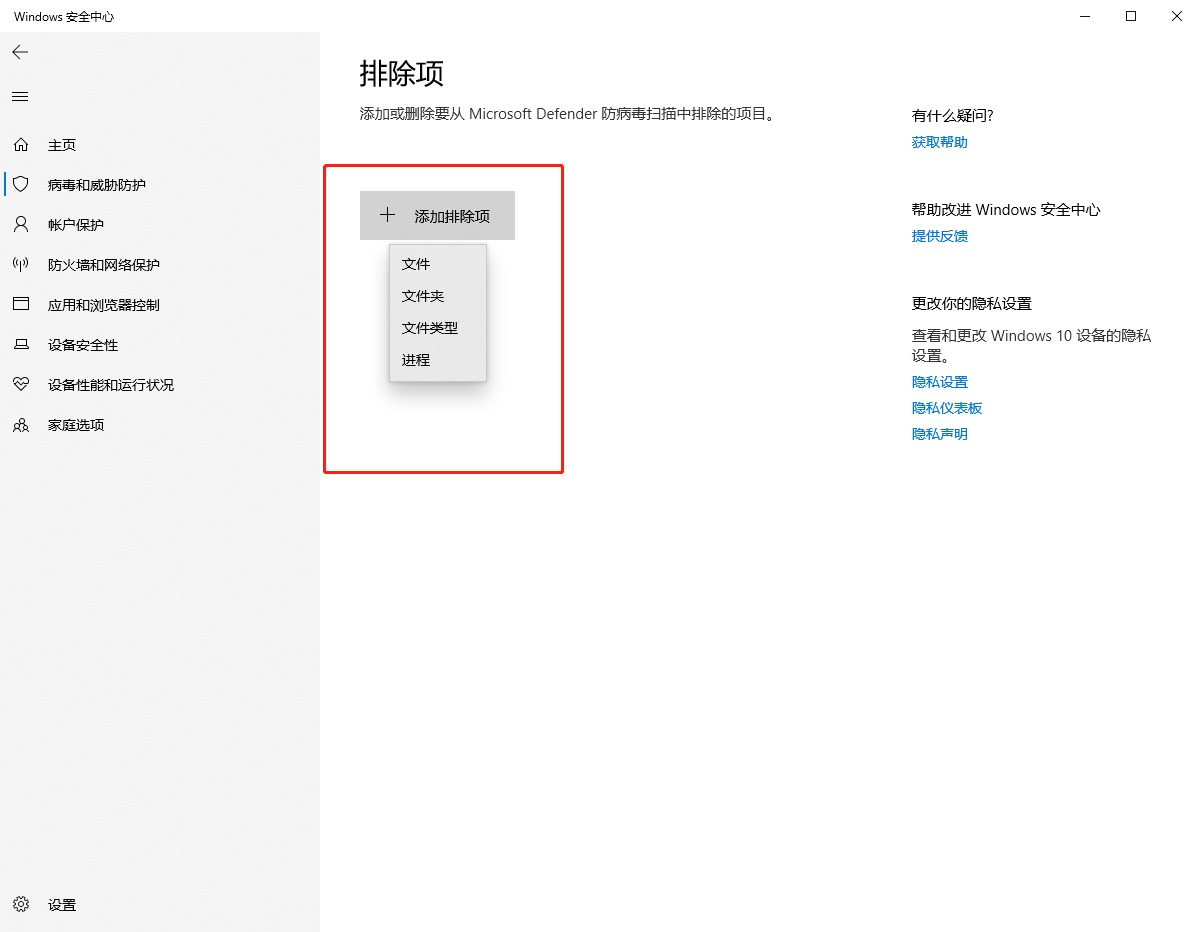 Windows 安全中心
主页
病毒和威胁防护
帐户保护
防火墙和网络保护
应用和浏览器控制
设备安全性
设备性能和运行状况
家庭选项
设置
排除项
添加或删除要从 Microsoft Defender 防病毒扫描中排除的项目。
添加排除项
文件
文件夹
文件类型
进程
有什么疑问?
获取帮助
帮助改进 Windows 安全中心
提供反馈
更改你的隐私设置
查看和更改 Windows 10 设备的隐私
设置。
隐私设置
隐私仪表板
隐私声明